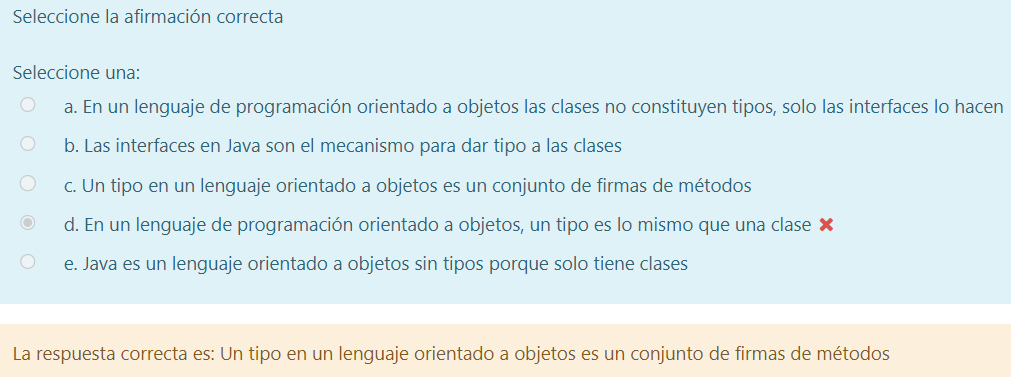 Seleccione la afirmación correcta
Seleccione una:
a. En un lenguaje de programación orientado a objetos las clases no constituyen tipos, solo las interfaces lo hacen
b. Las interfaces en Java son el mecanismo para dar tipo a las clases
c. Un tipo en un lenguaje orientado a objetos es un conjunto de firmas de métodos
d. En un lenguaje de programación orientado a objetos, un tipo es lo mismo que una clase
e. Java es un lenguaje orientado a objetos sin tipos porque solo tiene clases
La respuesta correcta es: Un tipo en un lenguaje orientado a objetos es un conjunto de firmas de métodos